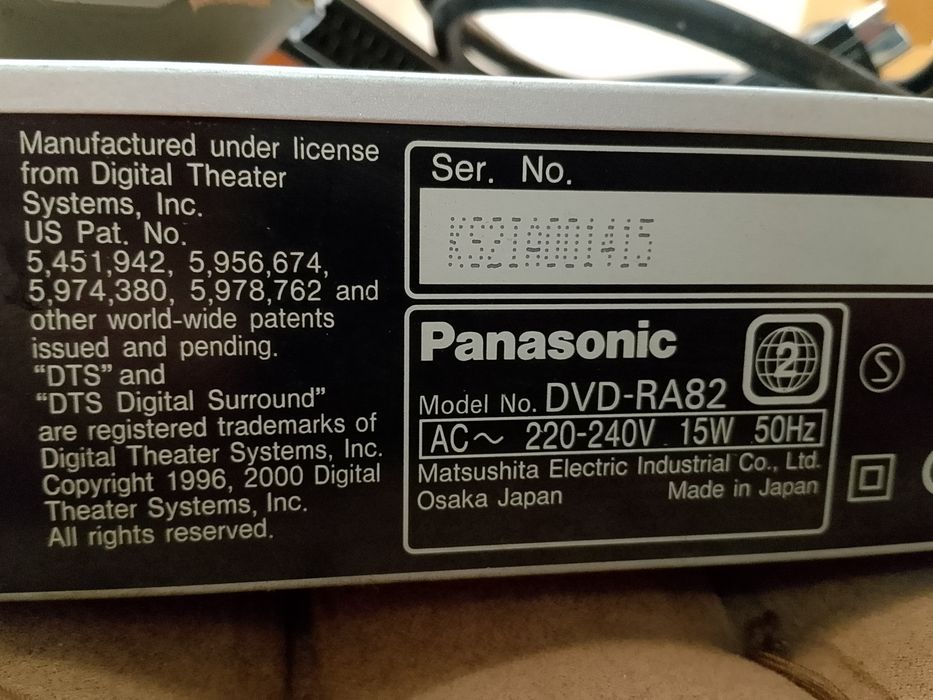 Manufactured under license
from Digital Theater
Systems, Inc.
US Pat. No.
5,451,942, 5,956,674,
5,974,380, 5,978,762 and
other world-wide patents
issued and pending.
“DTS” and
“DTS Digital Surround”
are registered trademarks of
Digital Theater Systems, Inc.
Copyright 1996, 2000 Digital
Theater Systems, Inc.
All rights reserved.
Ser. No.
KS21A001415
Panasonic
2
Model No. DVD-RA82
AC～ 220-240V 15W 50Hz
Matsushita Electric Industrial Co., Ltd.
Osaka Japan Made in Japan
S